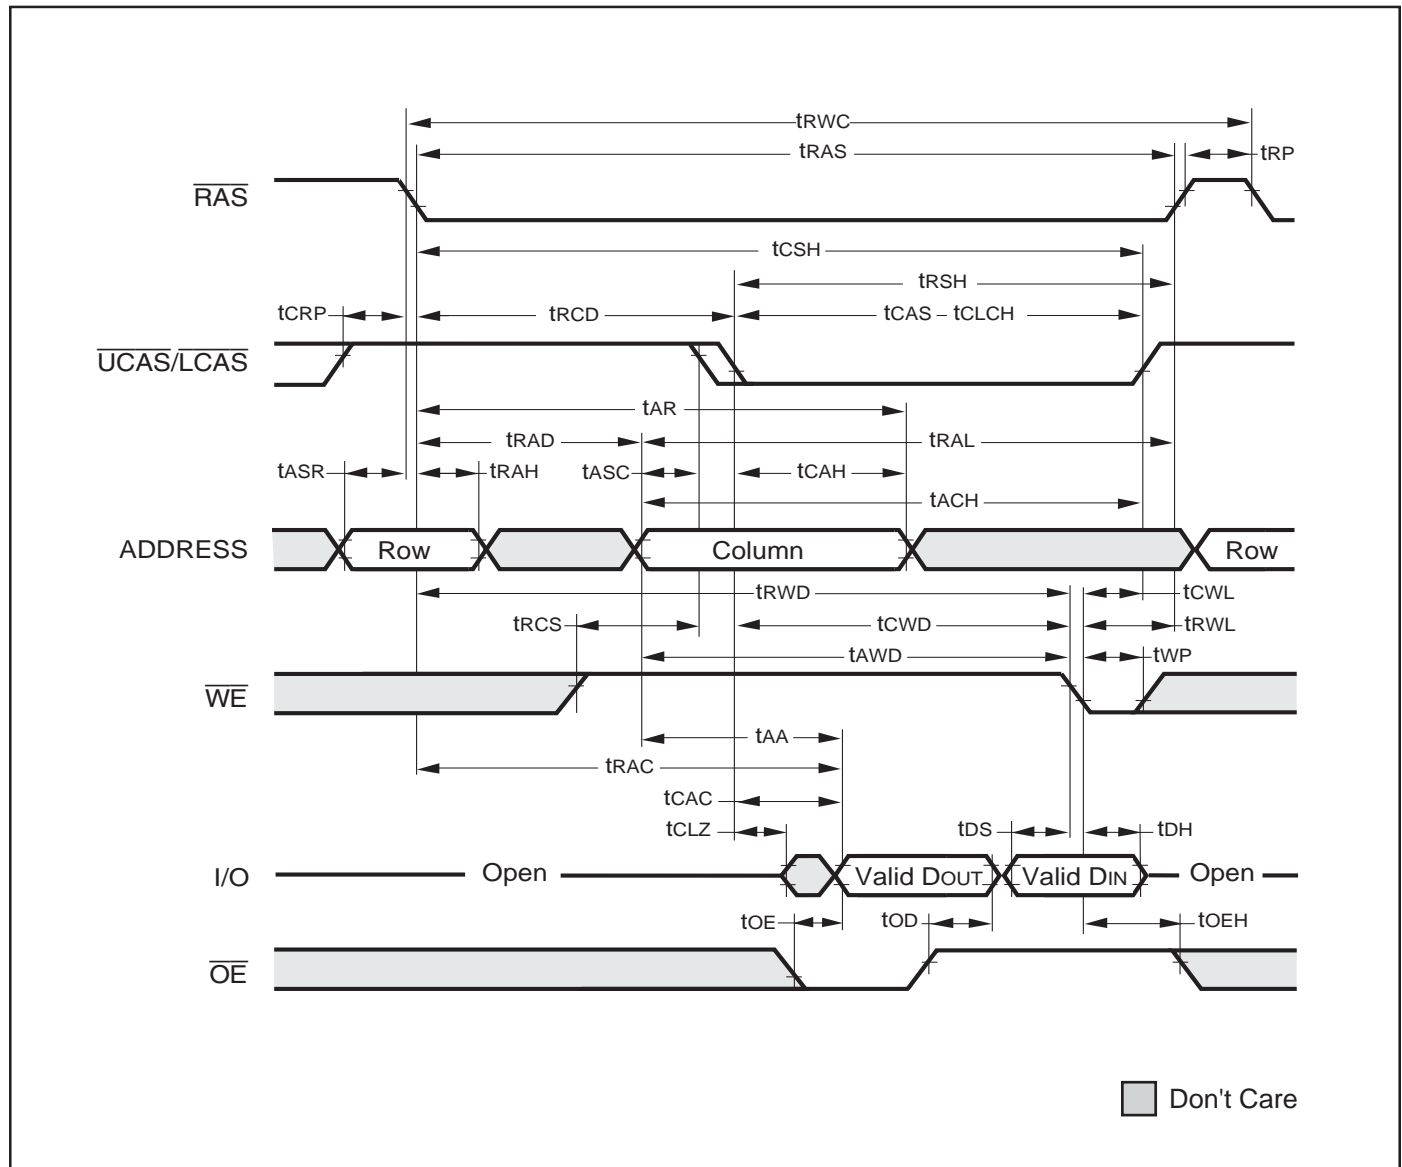 tRWC
tRAS
tRP
RAS
tCSH
tRSH
tCRP
tRCD
tCAS – tCLCH
UCAS/LCAS
tAR
tRAD
tRAL
tASR
tRAH
tASC
tCAH
tACH
ADDRESS
Row
Column
Row
tRWD
tCWL
tRCS
tCWD
tRWL
tAWD
tWP
WE
tAA
tRAC
tCAC
tCLZ
tDS
tDH
I/O
Open
Valid DOUT
Valid DIN
Open
tOE
tOD
tOEH
OE
Don't Care